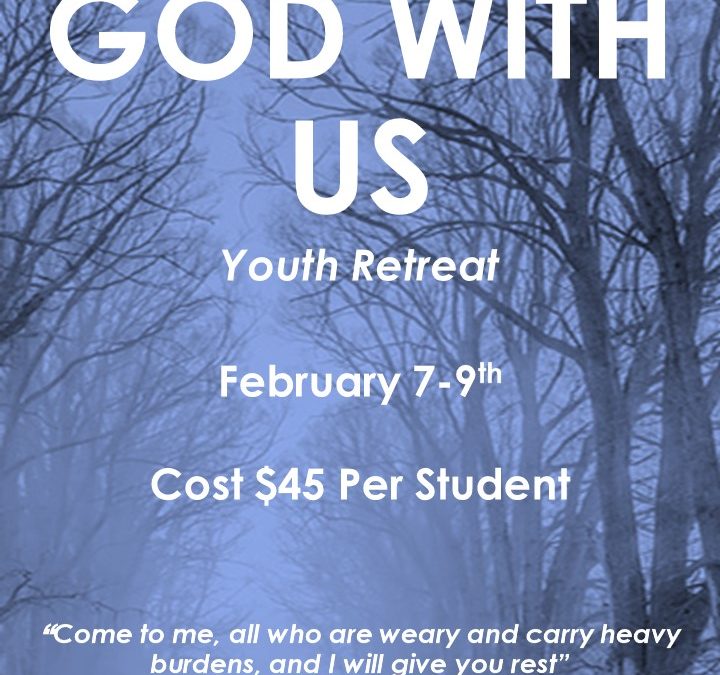 GOD WITH
US
Youth Retreat
February 7-9th
Cost $45 Per Student
“Come to me, all who are weary and carry heavy
burdens, and I will give you rest”